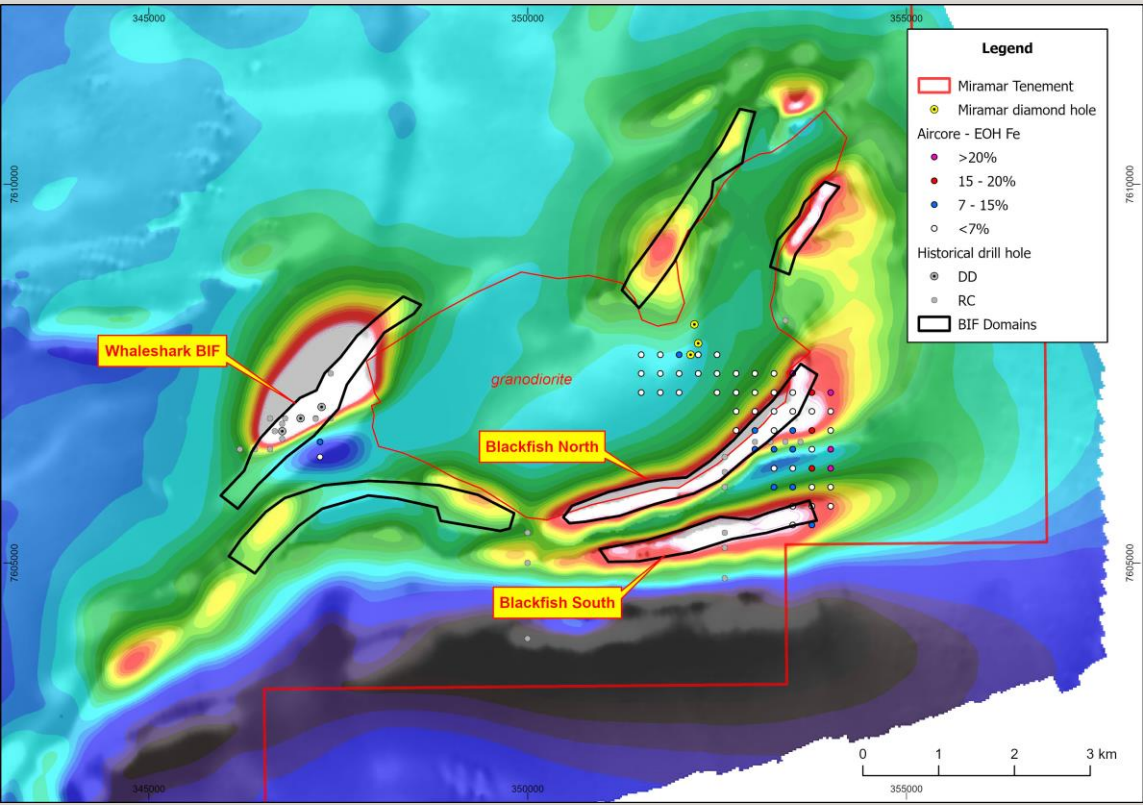 345000
350000
355000
Legend
Miramar Tenement
Miramar diamond hole
Aircore - EOH Fe
>20%
15 - 20%
7 - 15%
<7%
Historical drill hole
DD
RC
BIF Domains
7610000
7610000
Whaleshark BIF
granodiorite
Blackfish North
Blackfish South
7605000
7605000
0 1 2 3 km
345000
350000
355000